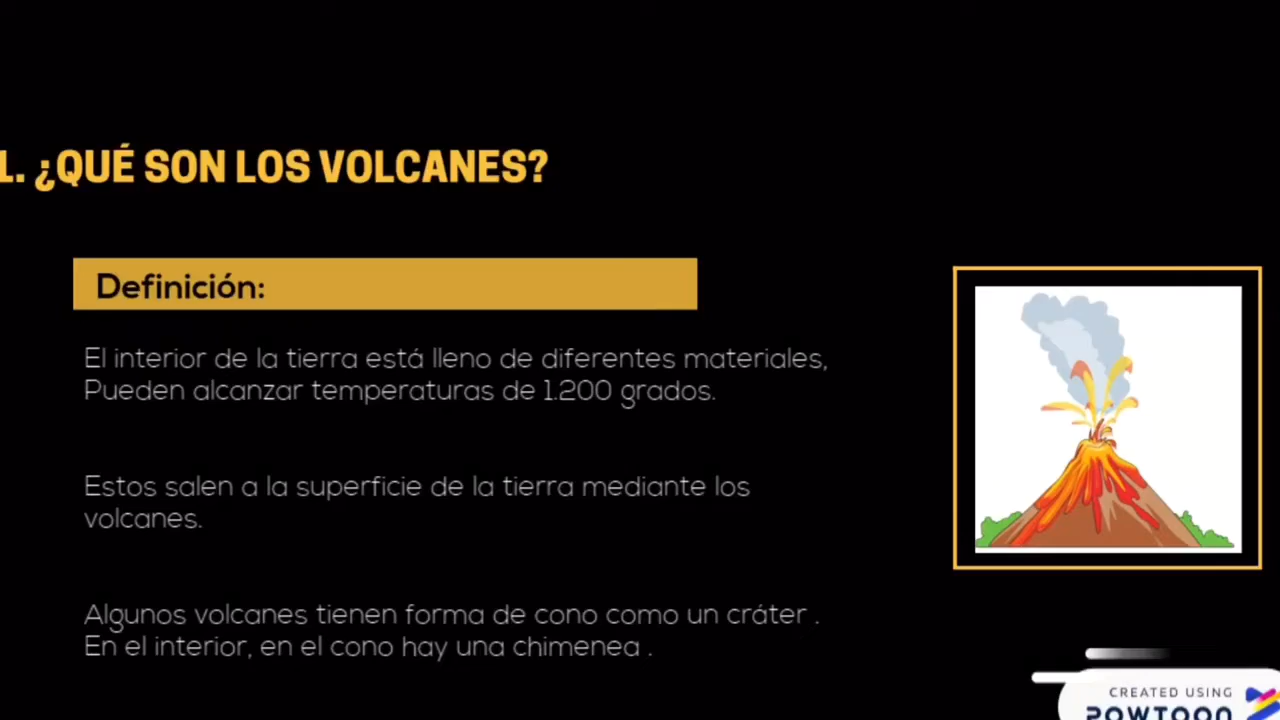 1. ¿QUÉ SON LOS VOLCANES?
Definición:
El interior de la tierra está lleno de diferentes materiales,
Pueden alcanzar temperaturas de 1.200 grados.
Estos salen a la superficie de la tierra mediante los
volcanes.
Algunos volcanes tienen forma de cono como un cráter .
En el interior, en el cono hay una chimenea .
CREATED USING
POWTOON